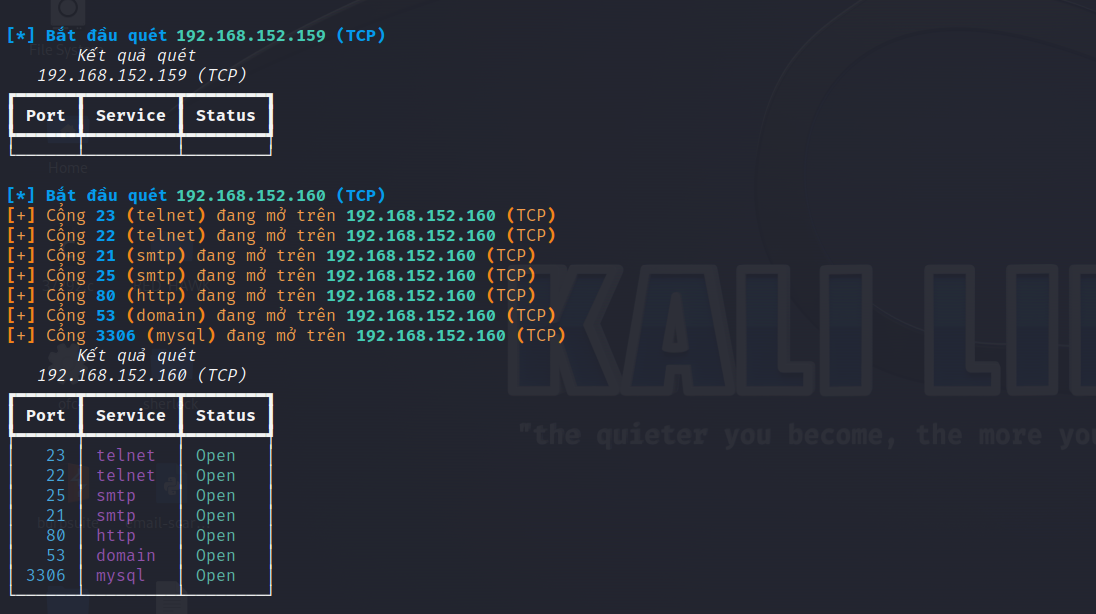 [*] Bắt đầu quét 192.168.152.159 (TCP)
Kết quả quét
192.168.152.159 (TCP)
Port Service Status
Home
[*] Bắt đầu quét 192.168.152.160 (TCP)
[+] Cổng 23 (telnet) đang mở trên 192.168.152.160 (TCP)
[+] Cổng 22 (telnet) đang mở trên 192.168.152.160 (TCP)
[+] Cổng 21 (smtp) đang mở trên 192.168.152.160 (TCP)
[+] Cổng 25 (smtp) đang mở trên 192.168.152.160 (TCP)
[+] Cổng 80 (http) đang mở trên 192.168.152.160 (TCP)
[+] Cổng 53 (domain) đang mở trên 192.168.152.160 (TCP)
[+] Cổng 3306 (mysql) đang mở trên 192.168.152.160 (TCP)
KALI LI
"the quieter you become, the more you
Kết quả quét
192.168.152.160 (TCP)
Port Service Status
23 telnet Open
22 telnet Open
25 smtp Open
21 smtp Open
80 http Open
53 domain Open
3306 mysql Open